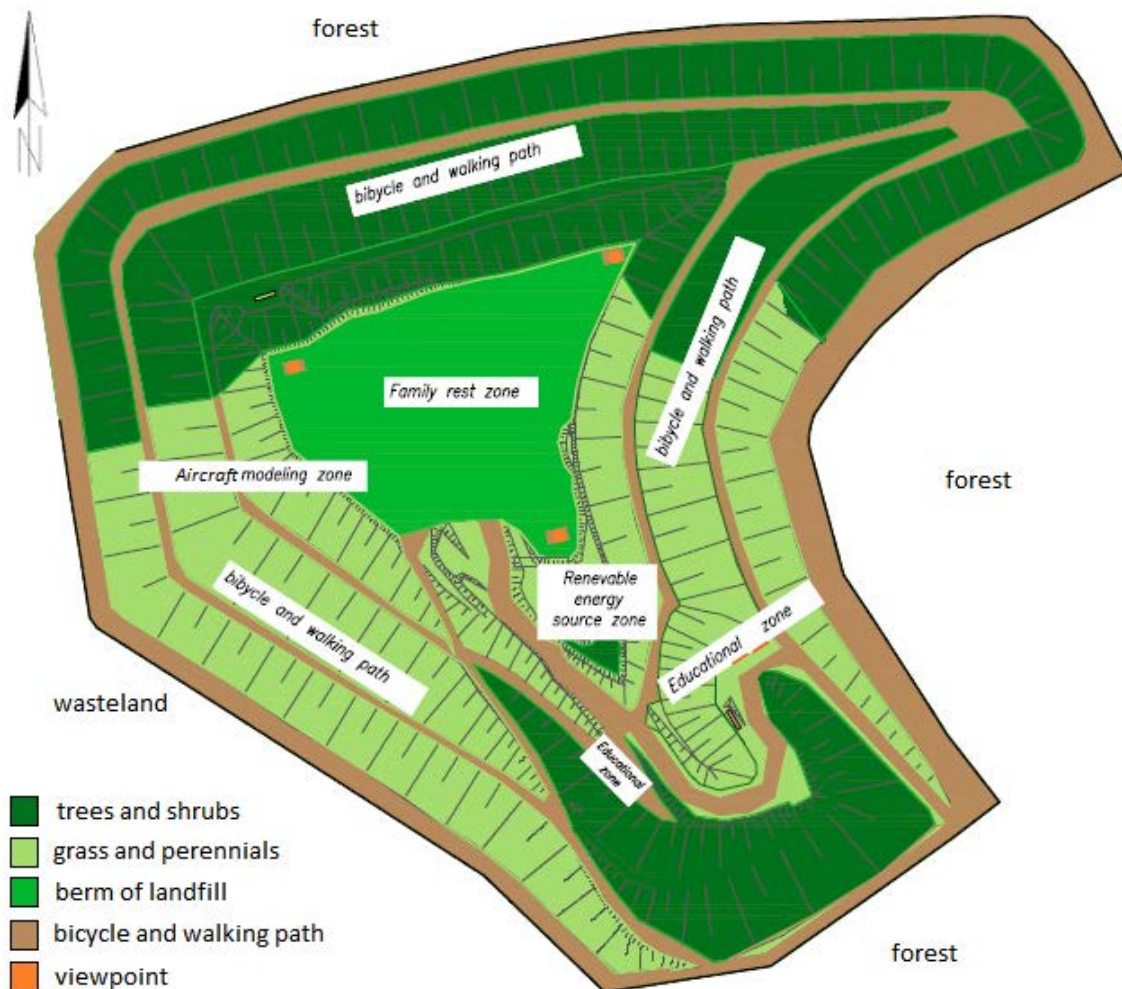 forest
N
bibycle and walking path
bibycle and walking path
Family rest zone
Aircraft modeling zone
forest
bibycle and walking path
Renevable
energy
source zone
Educational zone
wasteland
Educational
zone
trees and shrubs
grass and perennials
berm of landfill
bicycle and walking path
viewpoint
forest